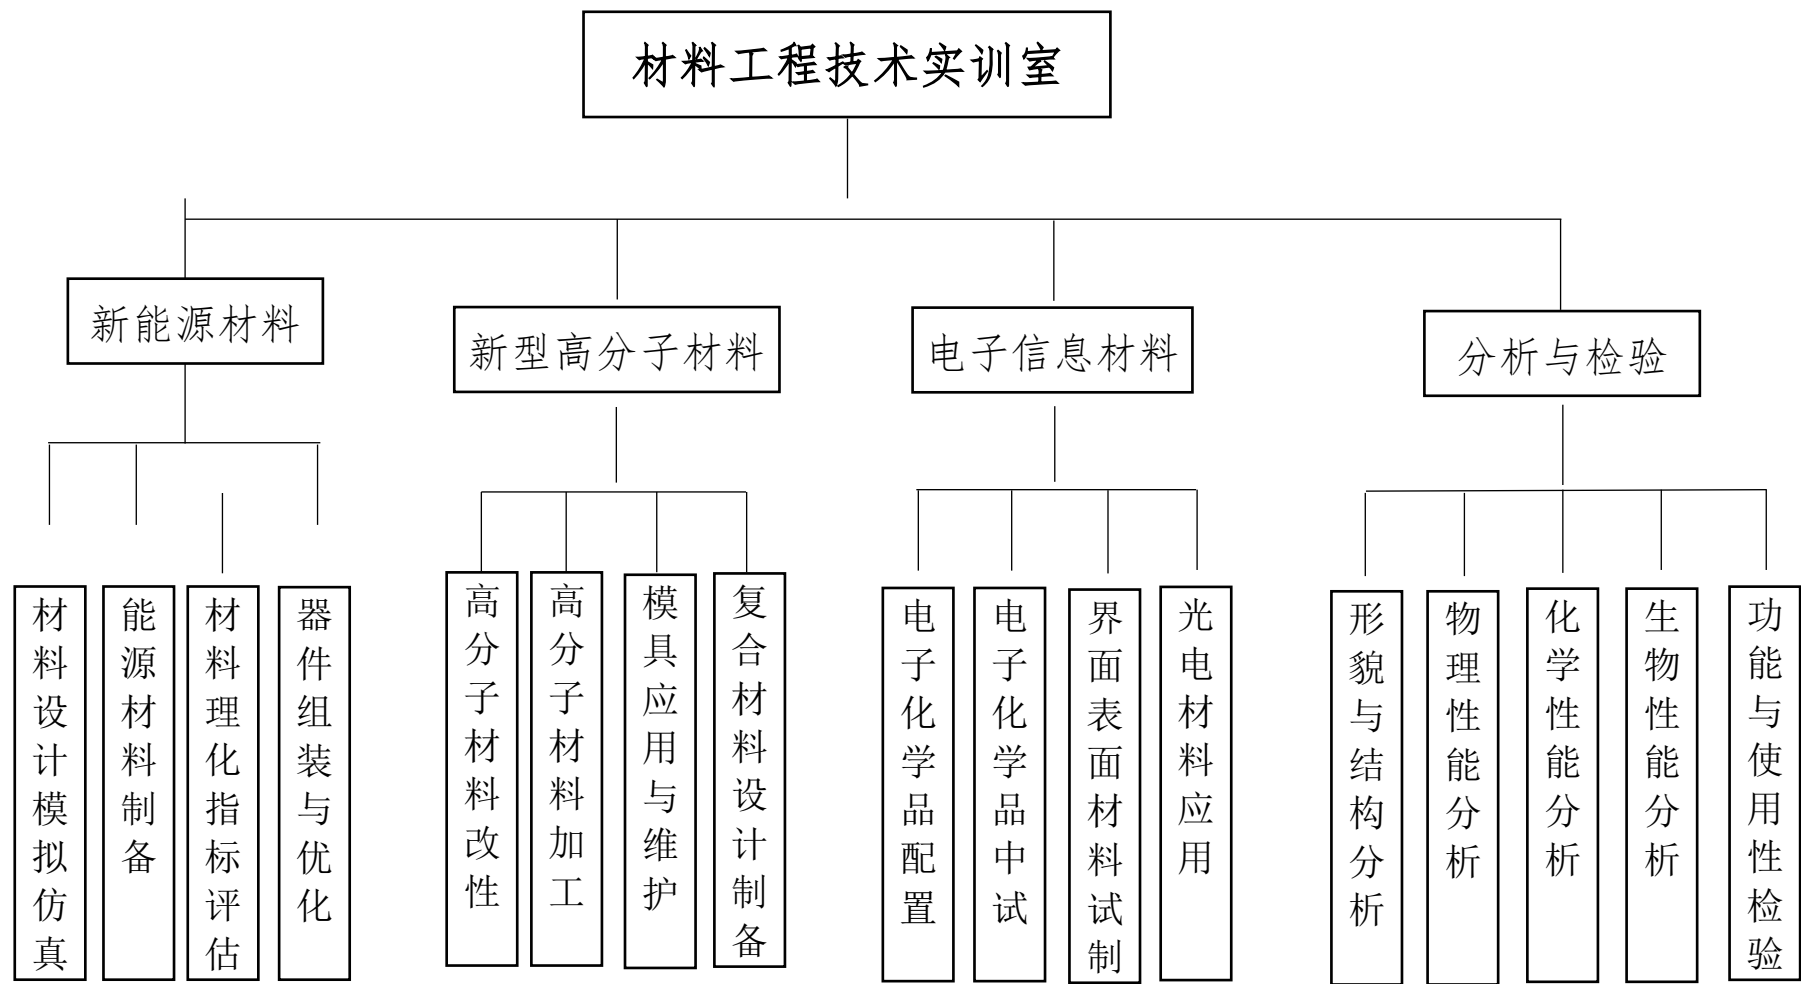 材料工程技术实训室
新能源材料
新型高分子材料
电子信息材料
分析与检验
材料设计模拟仿真
能源材料制备
材料理化指标评估
器件组装与优化
高分子材料改性
高分子材料加工
模具应用与维护
复合材料设计制备
电子化学品配置
电子化学品中试
界面表面材料试制
光电材料应用
形貌与结构分析
物理性能分析
化学性能分析
生物性能分析
功能与使用性检验